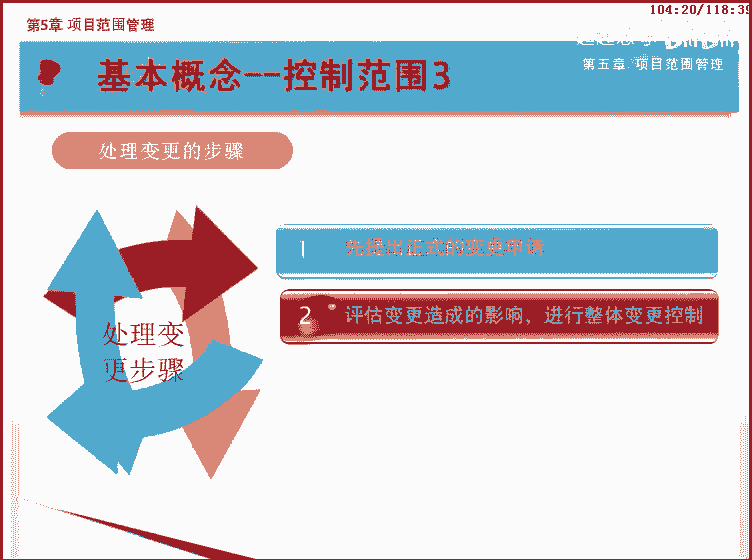 104:20/118:39
第5章 项目范围管理
基本概念—控制范围3
第五章 项目范围管理
处理变更的步骤
1 先提出正式的变更申请
2 评估变更造成的影响，进行整体变更控制
处理变
更步骤